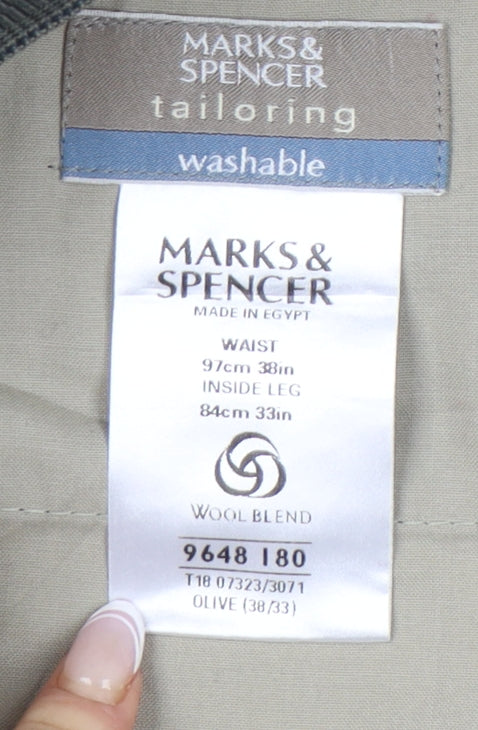 MARKS &
SPENCER
tailoring
washable
MARKS &
SPENCER
MADE IN EGYPT
WAIST
97cm 38in
INSIDE LEG
84cm 33in
WOOL BLEND
9648 180
T18 07323/3071
OLIVE (38/33)